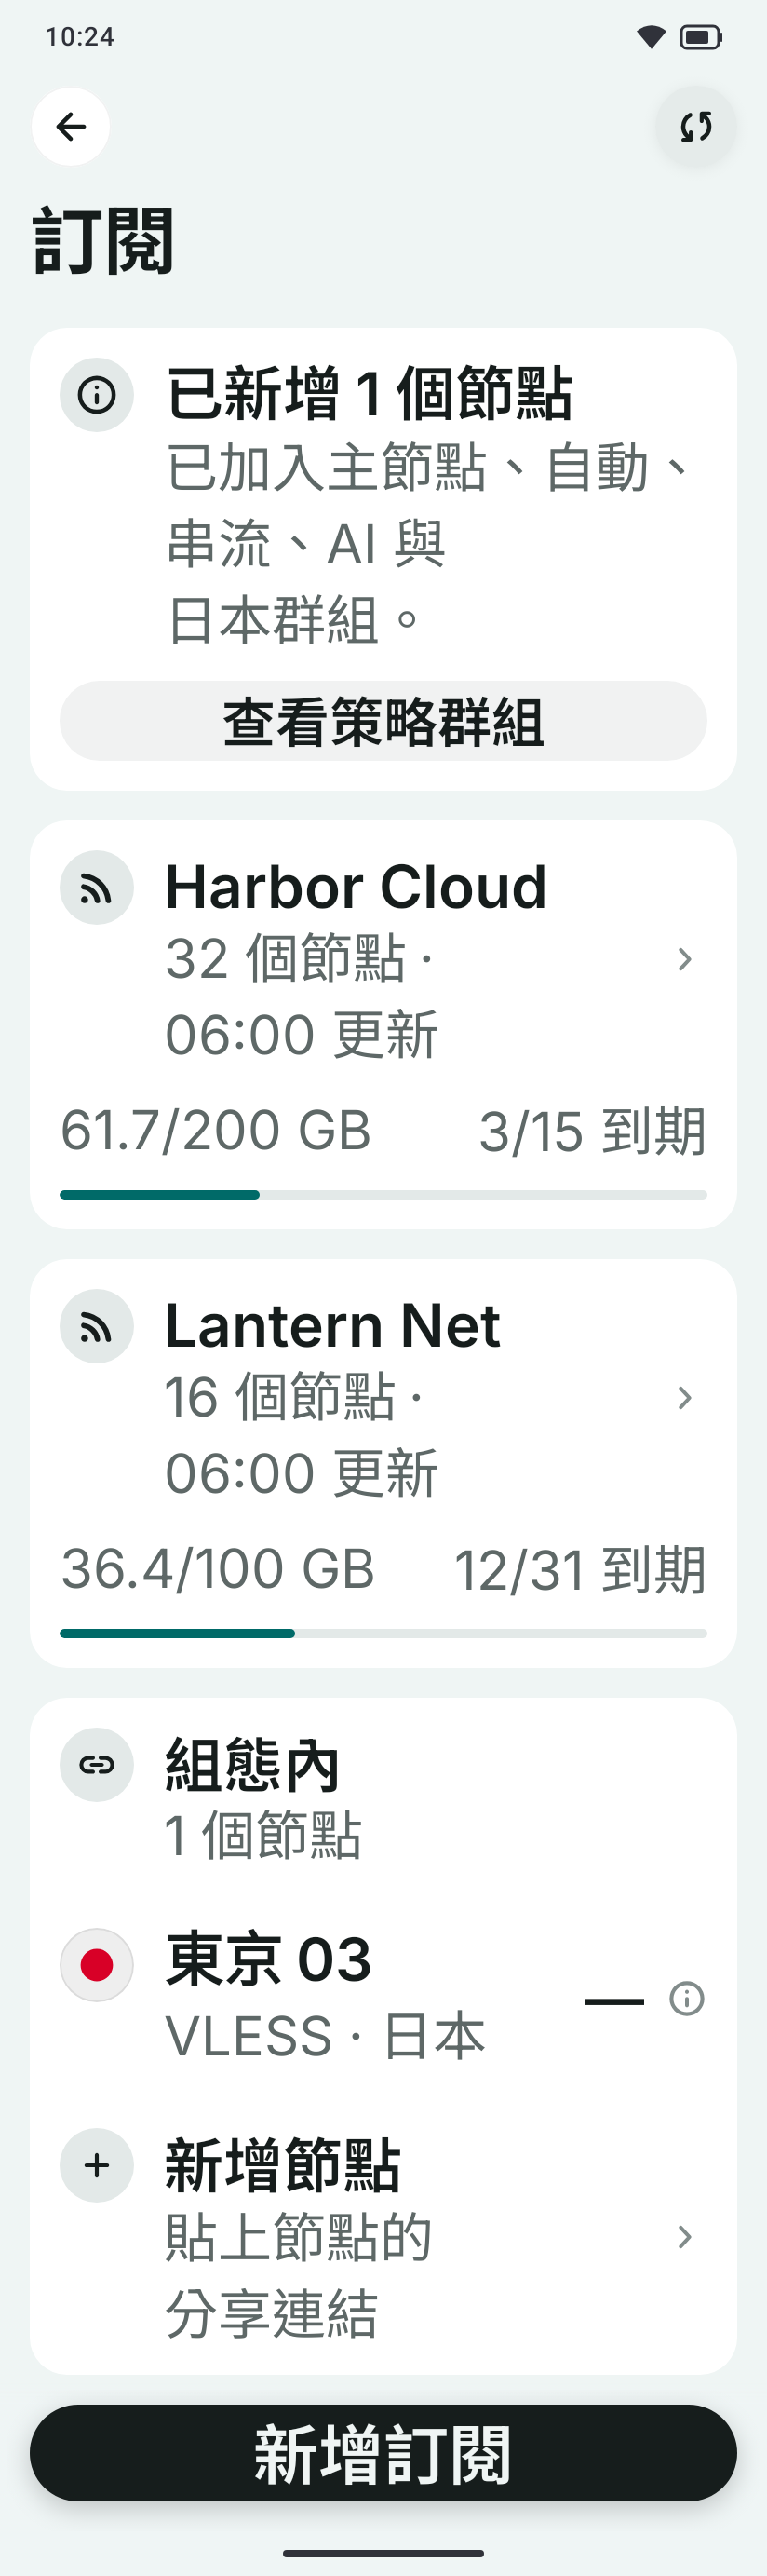 10:24
訂閱
已新增 1 個節點
已加入主節點、自動、
串流、AI 與
日本群組。
查看策略群組
Harbor Cloud
32 個節點 ·
06:00 更新
61.7/200 GB
3/15 到期
Lantern Net
16 個節點 ·
06:00 更新
36.4/100 GB
12/31 到期
組態內
1 個節點
東京 03
—
VLESS · 日本
新增節點
貼上節點的
分享連結
新增訂閱